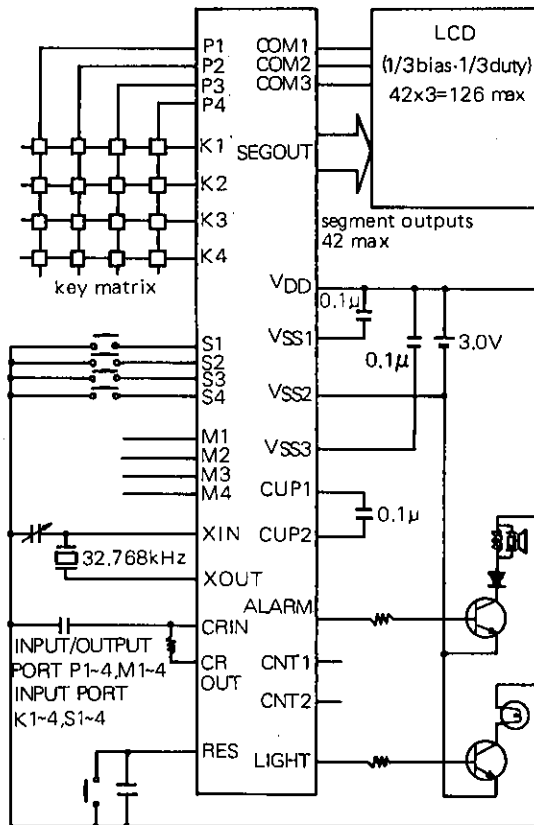 P1
P2
P3
P4
K1
K2
K3
K4
key matrix
S1
S2
S3
S4
M1
M2
M3
M4
XIN
32.768kHz
XOUT
CRIN
INPUT/OUTPUT
PORT P1~4,M1~4
INPUT PORT
K1~4,S1~4
CR
OUT
RES
COM1
COM2
COM3
SEGOUT
LCD
(1/3bias·1/3duty)
42x3=126 max
segment outputs
42 max
VDD
0.1μ
VSS1
0.1μ
3.0V
VSS2
VSS3
CUP1
0.1μ
CUP2
ALARM
CNT1
CNT2
LIGHT